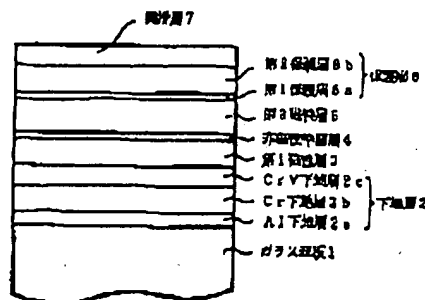 潤滑層7
第2保護層6b
保護層6
第1保護層6a
第2磁性層5
非磁性中間層4
第1磁性層3
CrV下地層2c
Cr下地層2b
下地層2
Al下地層2a
ガラス基板1